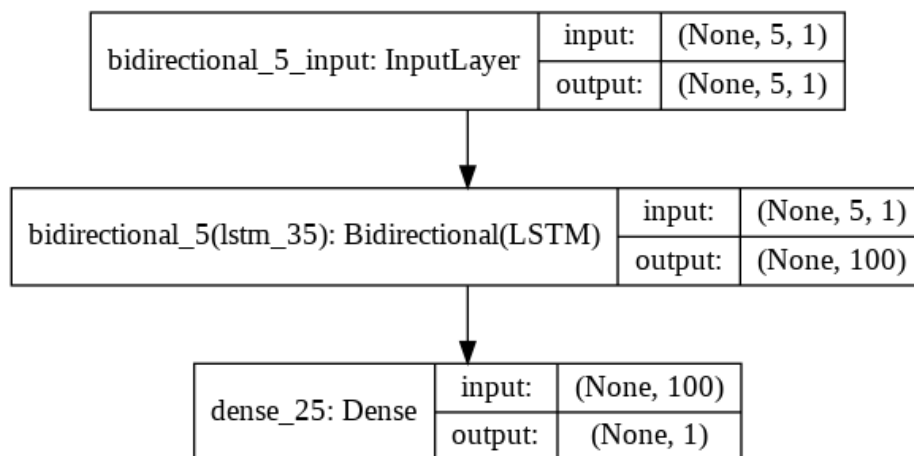 bidirectional_5_input: InputLayer
input: (None, 5, 1)
output: (None, 5, 1)
bidirectional_5(lstm_35): Bidirectional(LSTM)
input: (None, 5, 1)
output: (None, 100)
dense_25: Dense
input: (None, 100)
output: (None, 1)